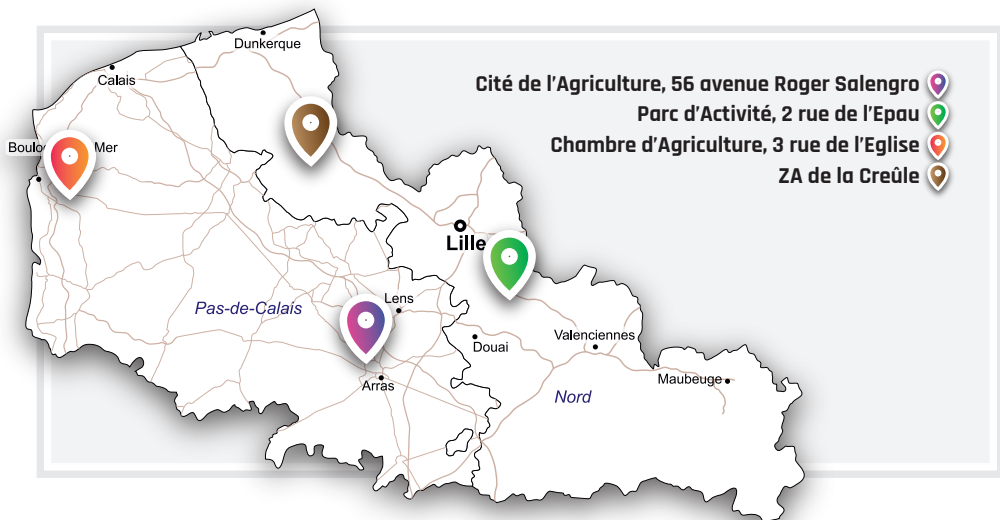 Dunkerque
Calais
Cité de l'Agriculture, 56 avenue Roger Salengro
Parc d'Activité, 2 rue de l'Epau
Chambre d'Agriculture, 3 rue de l'Eglise
ZA de la Creûle
Mer
Lille
Pas-de-Calais
Lens
Douai
Valenciennes
Maubeuge
Arras
Nord